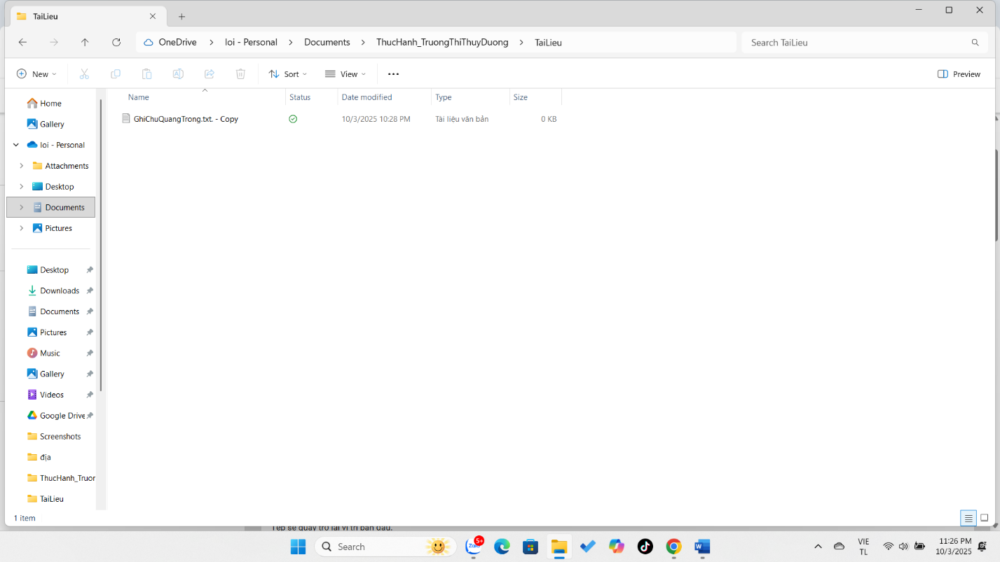 TaiLieu
OneDrive > loi - Personal > Documents > ThucHanh_TruongThiThuyDuong > TaiLieu
Search TaiLieu
New
Sort
View
Preview
Name Status Date modified Type Size
GhiChuQuangTrong.txt. - Copy 10/3/2025 10:28 PM Tài liệu văn bản 0 KB
Home
Gallery
loi - Personal
Attachments
Desktop
Documents
Pictures
Desktop
Downloads
Documents
Pictures
Music
Gallery
Videos
Google Drive
Screenshots
địa
ThucHanh_Truon
TaiLieu
1 item
Tệp sẽ quay trở lại vị trí ban đầu.
Search
Zalo
5+
W
VIE
TL
11:26 PM
10/3/2025